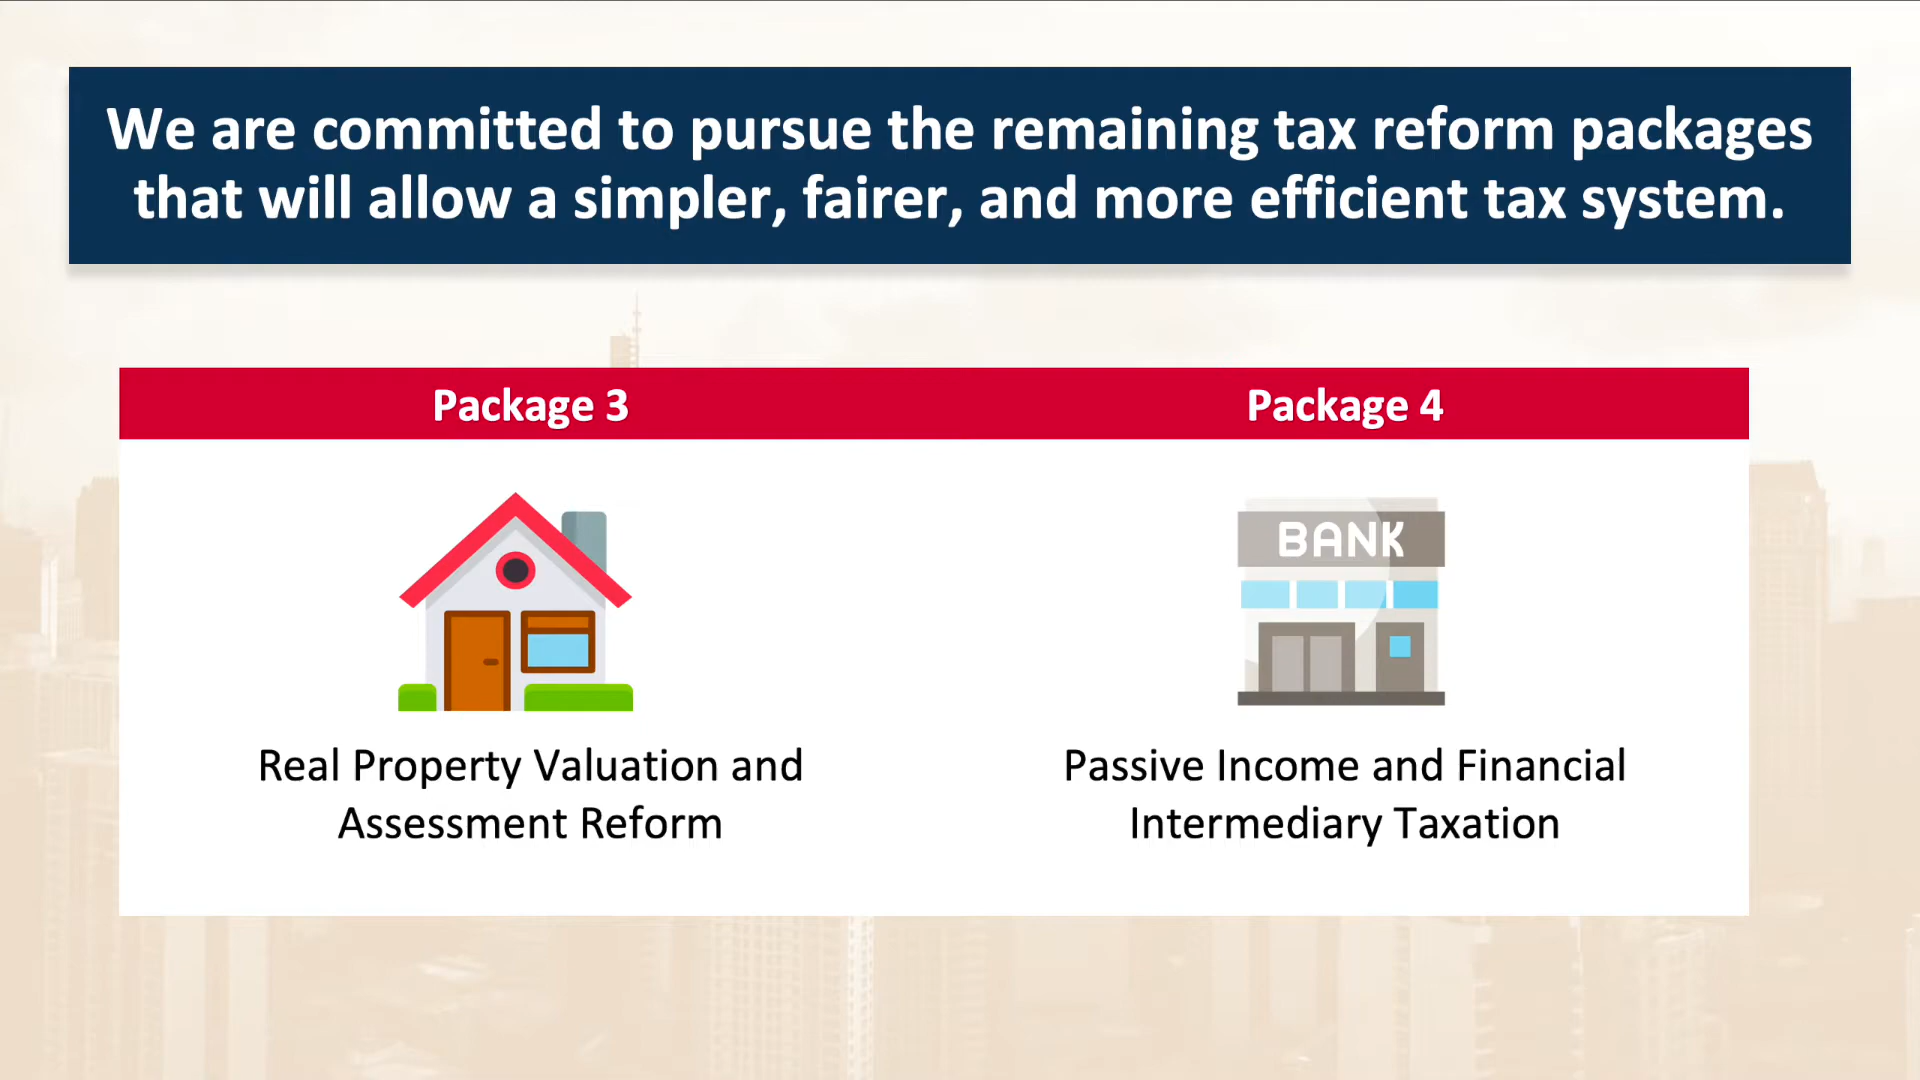 We are committed to pursue the remaining tax reform packages
that will allow a simpler, fairer, and more efficient tax system.
Package 3
Package 4
BANK
Real Property Valuation and
Assessment Reform
Passive Income and Financial
Intermediary Taxation